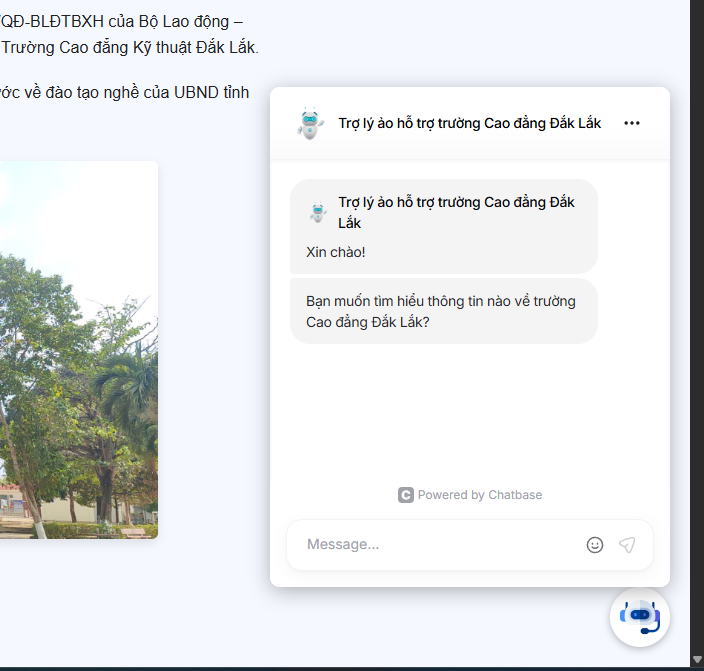 QĐ-BLĐTBXH của Bộ Lao động –
Trường Cao đẳng Kỹ thuật Đắk Lắk.
về đào tạo nghề của UBND tỉnh
Trợ lý ảo hỗ trợ trường Cao đẳng Đắk Lắk
Trợ lý ảo hỗ trợ trường Cao đẳng Đắk
Lắk
Xin chào!
Bạn muốn tìm hiểu thông tin nào về trường
Cao đẳng Đắk Lắk?
C Powered by Chatbase
Message...